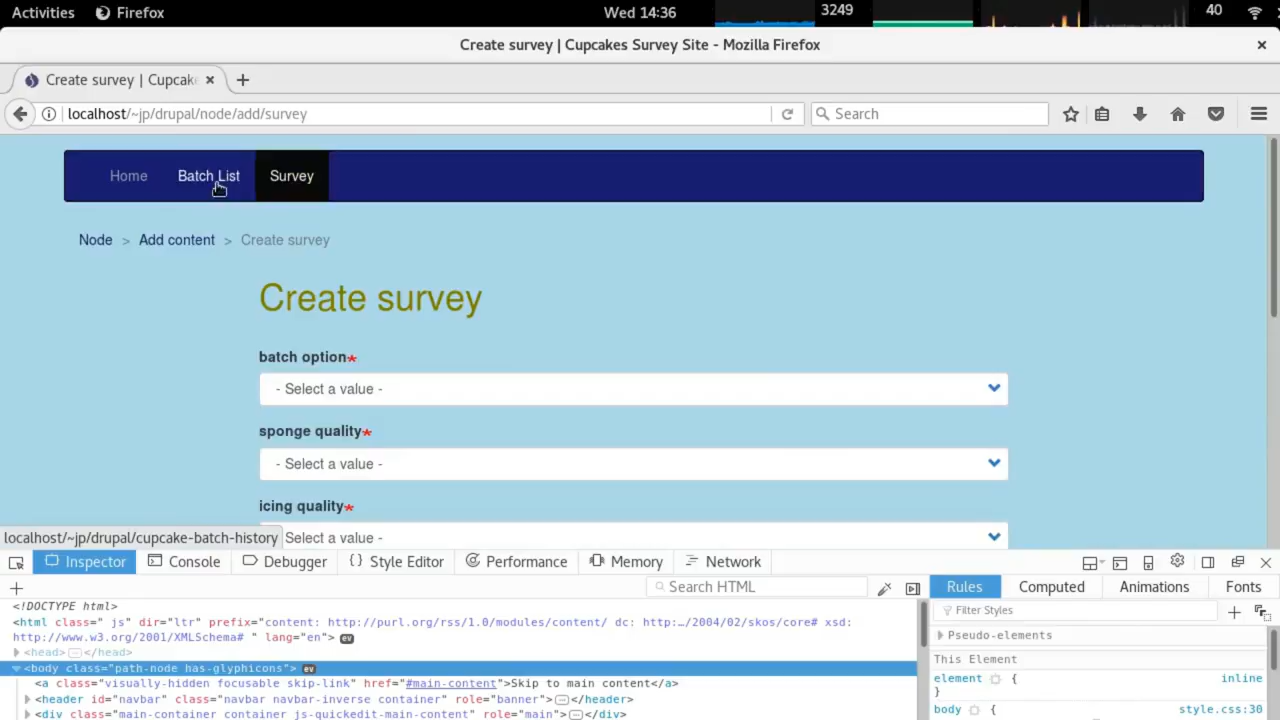 Activities Firefox Wed 14:36 3249 40
Create survey | Cupcakes Survey Site - Mozilla Firefox
Create survey | Cupcak
localhost/~jp/drupal/node/add/survey Search
Home Batch List Survey
Node > Add content > Create survey
Create survey
batch option*
- Select a value -
sponge quality*
- Select a value -
icing quality*
Select a value -
localhost/~jp/drupal/cupcake-batch-history
Inspector Console Debugger Style Editor Performance Memory Network
Search HTML Rules Computed Animations Fonts
<!DOCTYPE html> Filter Styles
<html class=" js" dir="ltr" prefix="content: http://purl.org/rss/1.0/modules/content/ dc: http:…/2004/02/skos/core# xsd:
http://www.w3.org/2001/XMLSchema# " lang="en"> ev Pseudo-elements
<head></head> This Element
<body class="path-node has-glyphicons"> ev
<a class="visually-hidden focusable skip-link" href="#main-content">Skip to main content</a> element { inline
<header id="navbar" class="navbar navbar-inverse container" role="banner"></header> }
<div class="main-container container js-quickedit-main-content" role="main"></div> body { style.css:30